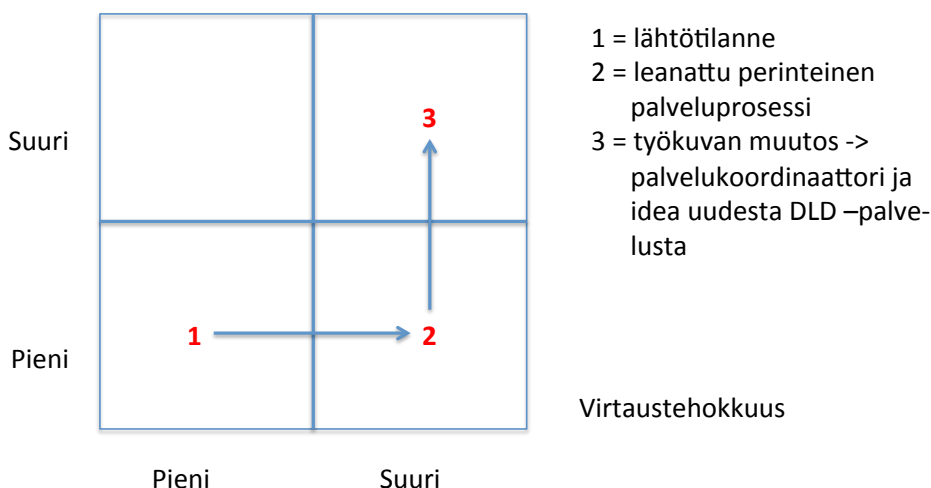 1 = lähtötilanne
2 = leanattu perinteinen
palveluprosessi
3 = työkuvan muutos ->
palvelukoordinaattori ja
idea uudesta DLD –palve-
lusta
Suuri
3
1
2
Pieni
Virtaustehokkuus
Pieni
Suuri